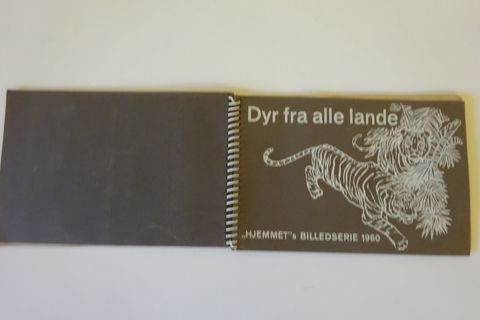 Dyr fra alle lande
„HJEMMET"s BILLEDSERIE 1960